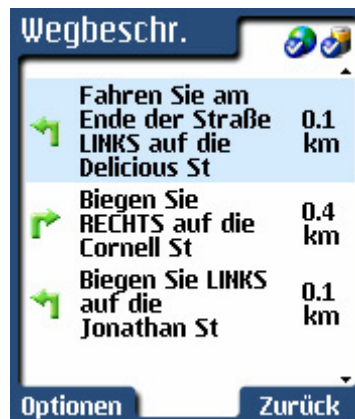 Wegbeschr.
Fahren Sie am
Ende der Straße
LINKS auf die
Delicious St
0.1
km
Biegen Sie
RECHTS auf die
Cornell St
0.4
km
Biegen Sie LINKS
auf die
Jonathan St
0.1
km
Optionen
Zurück